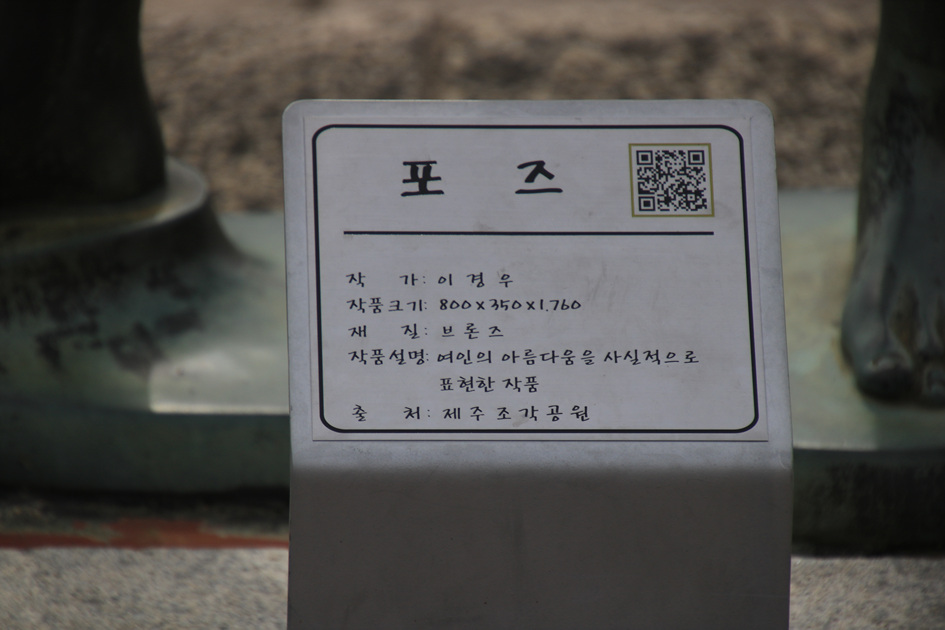 포 즈
작 가: 이 경 우
작품크기: 800x350x1,760
재 질: 브론즈
작품설명: 여인의 아름다움을 사실적으로
표현한 작품
출 처: 제주조각공원